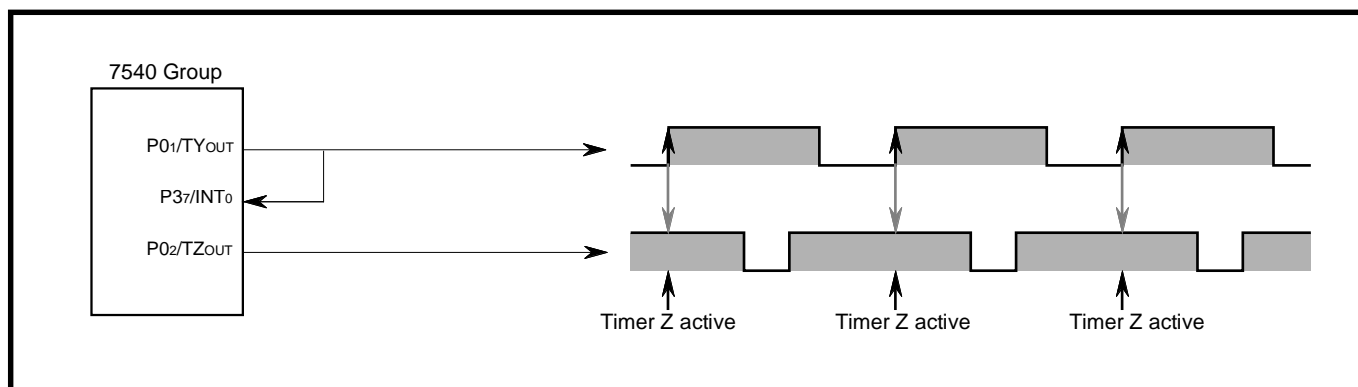 7540 Group
P01/TYOUT
P37/INT0
P02/TZOUT
Timer Z active
Timer Z active
Timer Z active